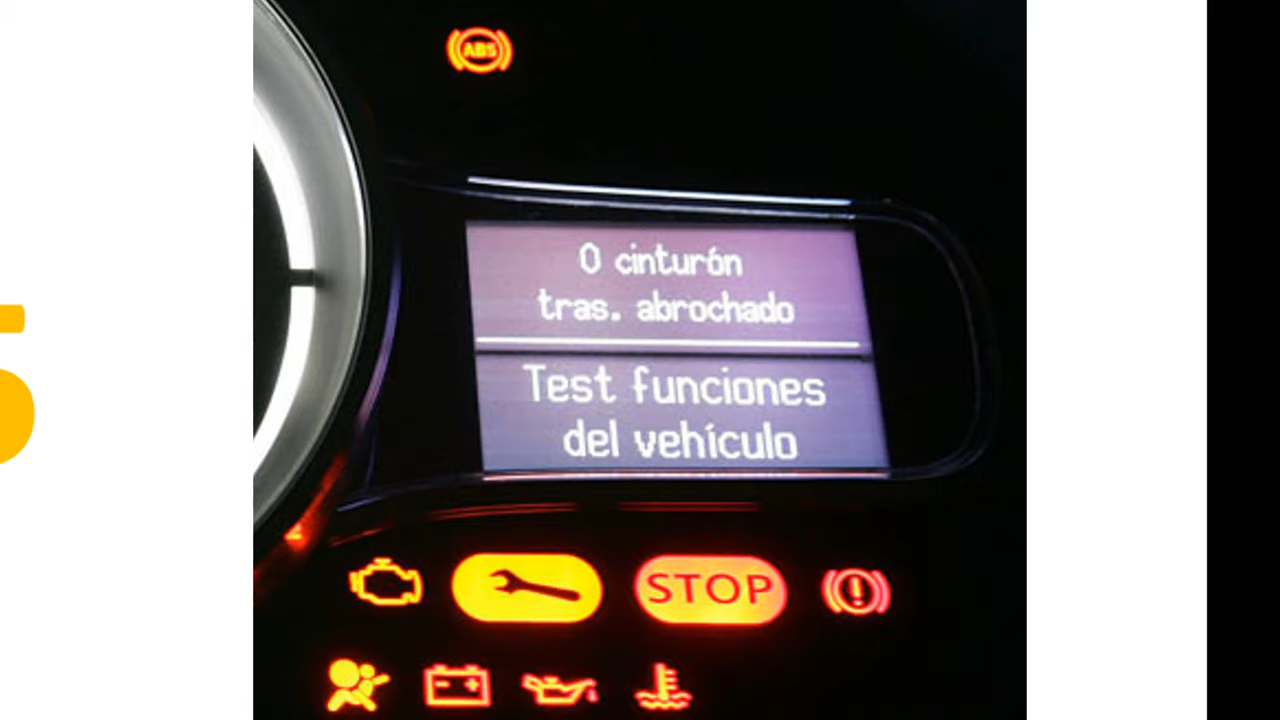 ABS
0 cinturón
tras. abrochado
Test funciones
del vehículo
STOP